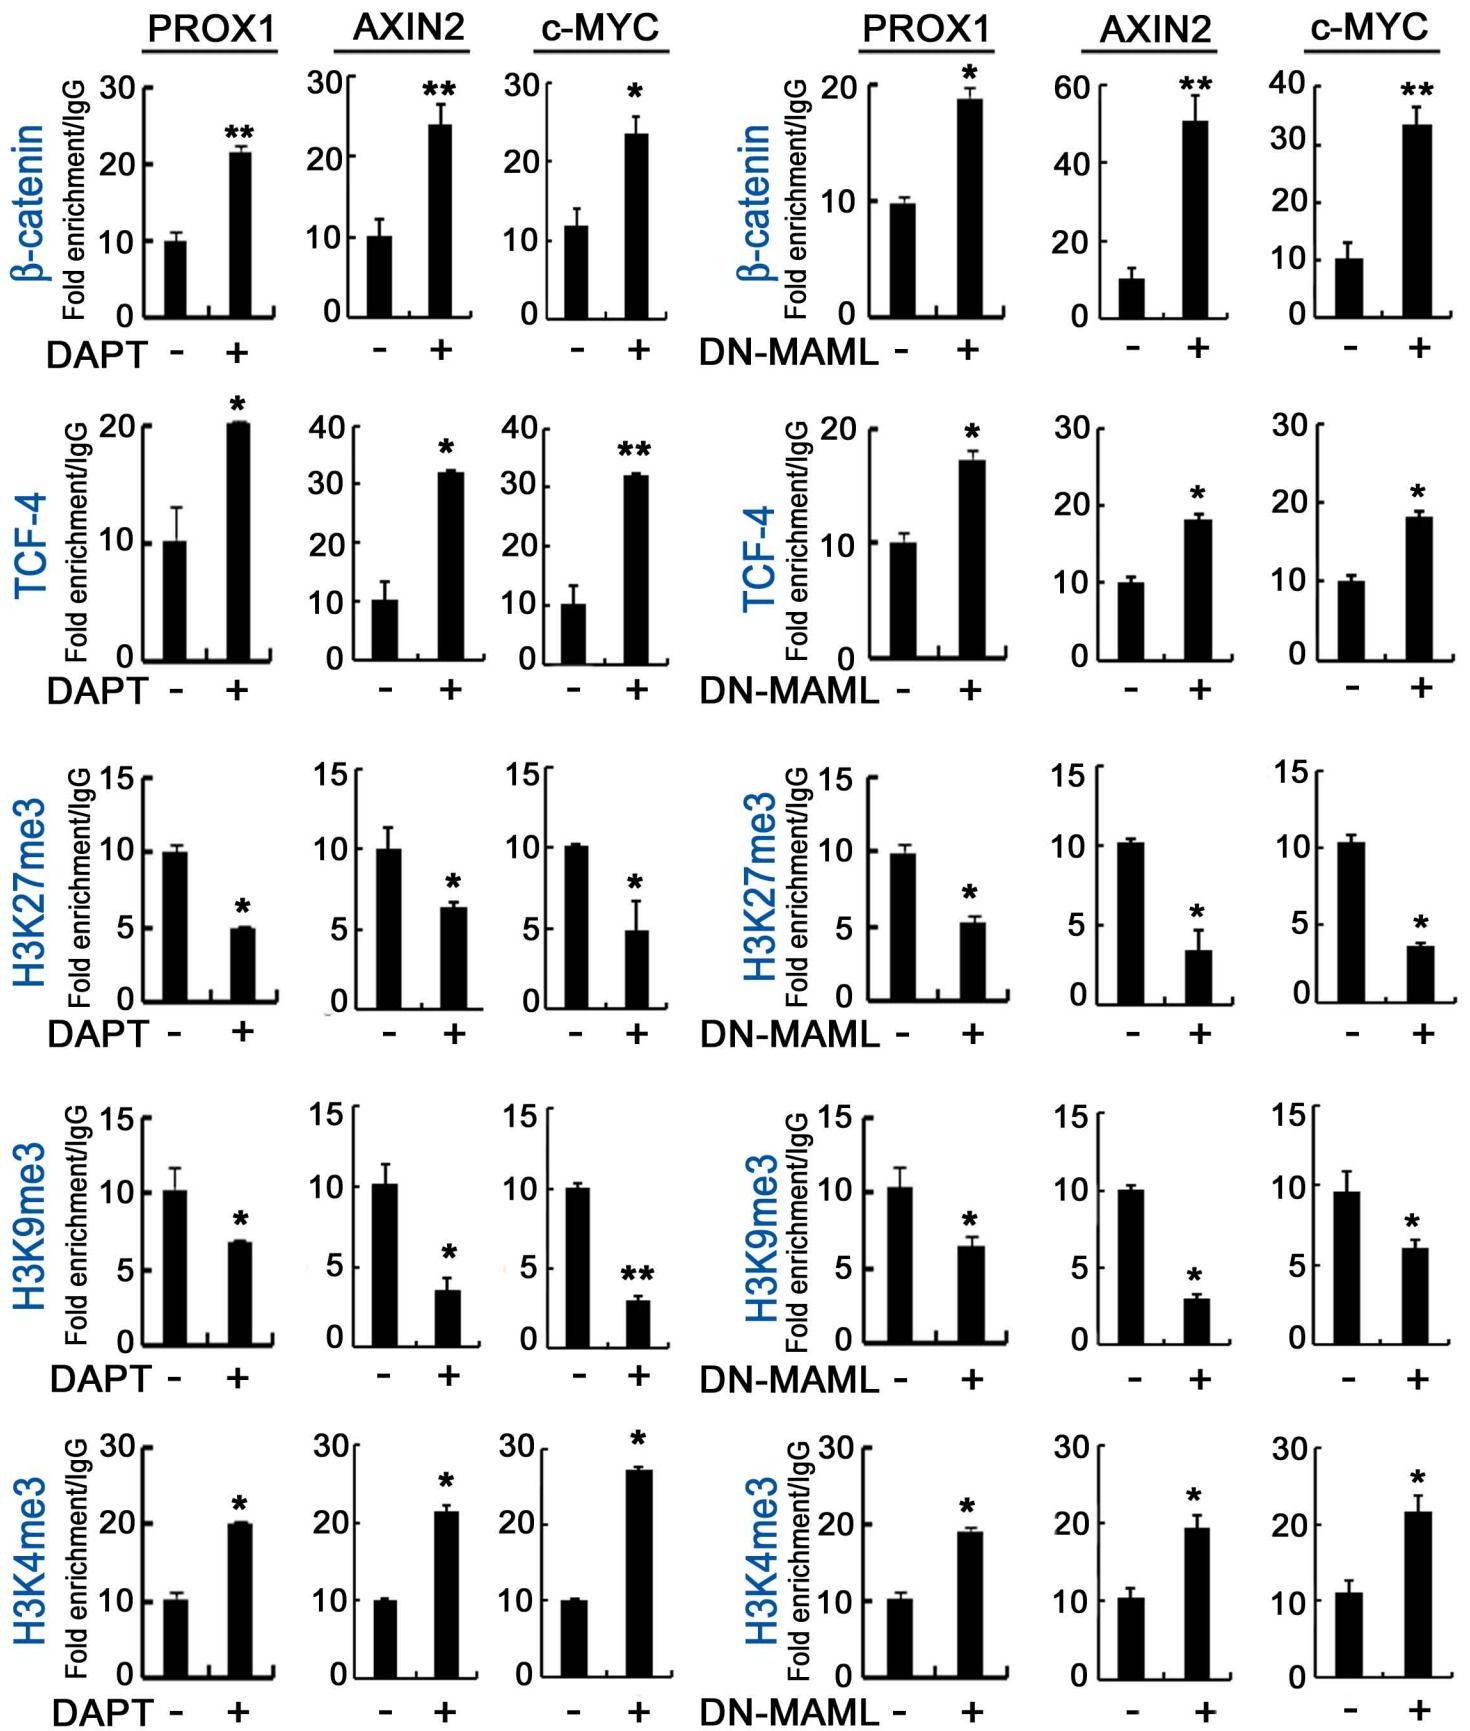 PROX1 AXIN2 c-MYC PROX1 AXIN2 c-MYC
β-catenin
Fold enrichment/IgG
30 20 10 0
**
30 20 10 0
**
30 20 10 0
*
β-catenin
Fold enrichment/IgG
20 10 0
*
60 40 20 0
**
40 30 20 10 0
**
DAPT - + - + - + DN-MAML - + - + - +
TCF-4
Fold enrichment/IgG
20 10 0
*
40 30 20 10 0
*
40 30 20 10 0
**
TCF-4
Fold enrichment/IgG
20 10 0
*
30 20 10 0
*
30 20 10 0
*
DAPT - + - + - + DN-MAML - + - + - +
H3K27me3
Fold enrichment/IgG
15 10 5 0
*
15 10 5 0
*
15 10 5 0
*
H3K27me3
Fold enrichment/IgG
15 10 5 0
*
15 10 5 0
*
15 10 5 0
*
DAPT - + - + - + DN-MAML - + - + - +
H3K9me3
Fold enrichment/IgG
15 10 5 0
*
15 10 5 0
*
15 10 5 0
**
H3K9me3
Fold enrichment/IgG
15 10 5 0
*
15 10 5 0
*
15 10 5 0
*
DAPT - + - + - + DN-MAML - + - + - +
H3K4me3
Fold enrichment/IgG
30 20 10 0
*
30 20 10 0
*
30 20 10 0
*
H3K4me3
Fold enrichment/IgG
30 20 10 0
*
30 20 10 0
*
30 20 10 0
*
DAPT - + - + - + DN-MAML - + - + - +